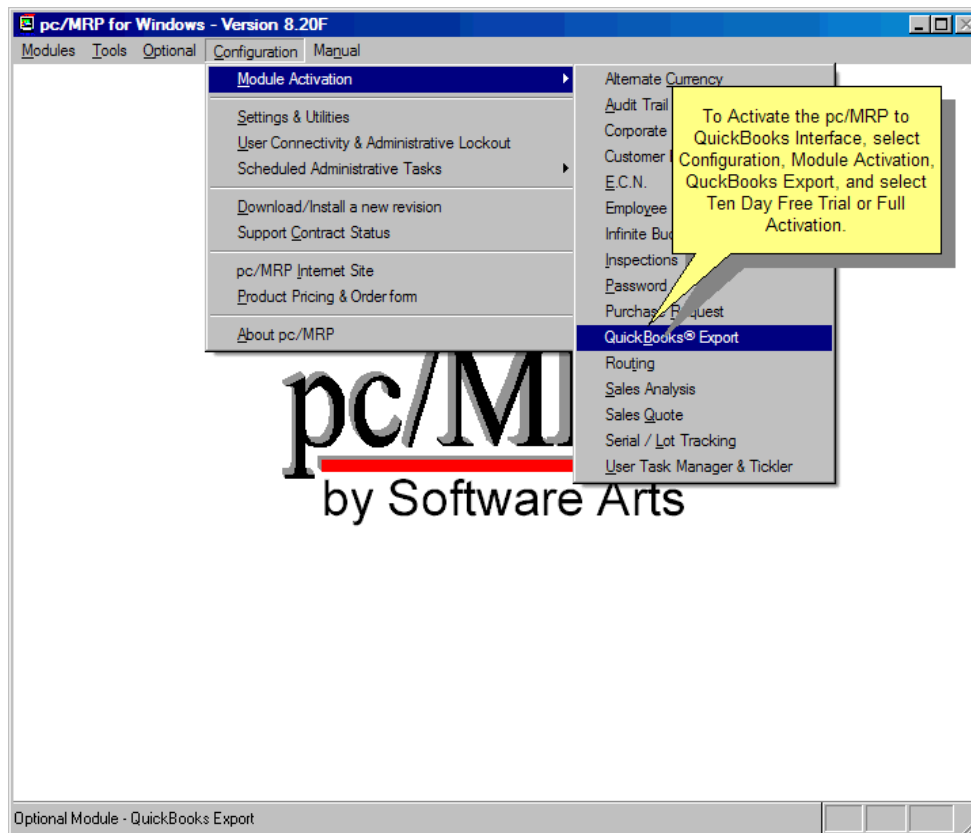 pc/MRP for Windows - Version 8.20F
Modules Tools Optional Configuration Manual
Module Activation
Settings & Utilities
User Connectivity & Administrative Lockout
Scheduled Administrative Tasks
Download/Install a new revision
Support Contract Status
pc/MRP Internet Site
Product Pricing & Order form
About pc/MRP
Alternate Currency
Audit Trail
Corporate
Customer
E.C.N.
Employee
Infinite
Inspections
Password
Purchase Request
QuickBooks® Export
Routing
Sales Analysis
Sales Quote
Serial / Lot Tracking
User Task Manager & Tickler
To Activate the pc/MRP to
QuickBooks Interface, select
Configuration, Module Activation,
QuckBooks Export, and select
Ten Day Free Trial or Full
Activation.
pc/M
by Software Arts
Optional Module - QuickBooks Export